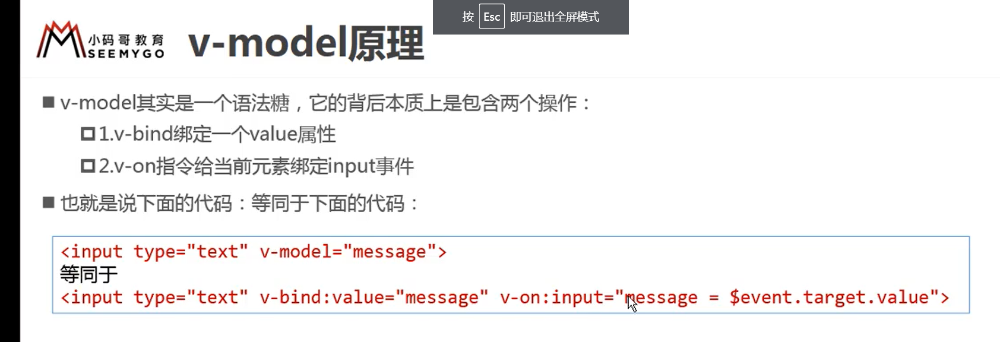 按 Esc 即可退出全屏模式
小码哥教育
SEEMYGO
v-model原理
v-model其实是一个语法糖，它的背后本质上是包含两个操作：
1.v-bind绑定一个value属性
2.v-on指令给当前元素绑定input事件
也就是说下面的代码：等同于下面的代码：
<input type="text" v-model="message">
等同于
<input type="text" v-bind:value="message" v-on:input="message = $event.target.value">